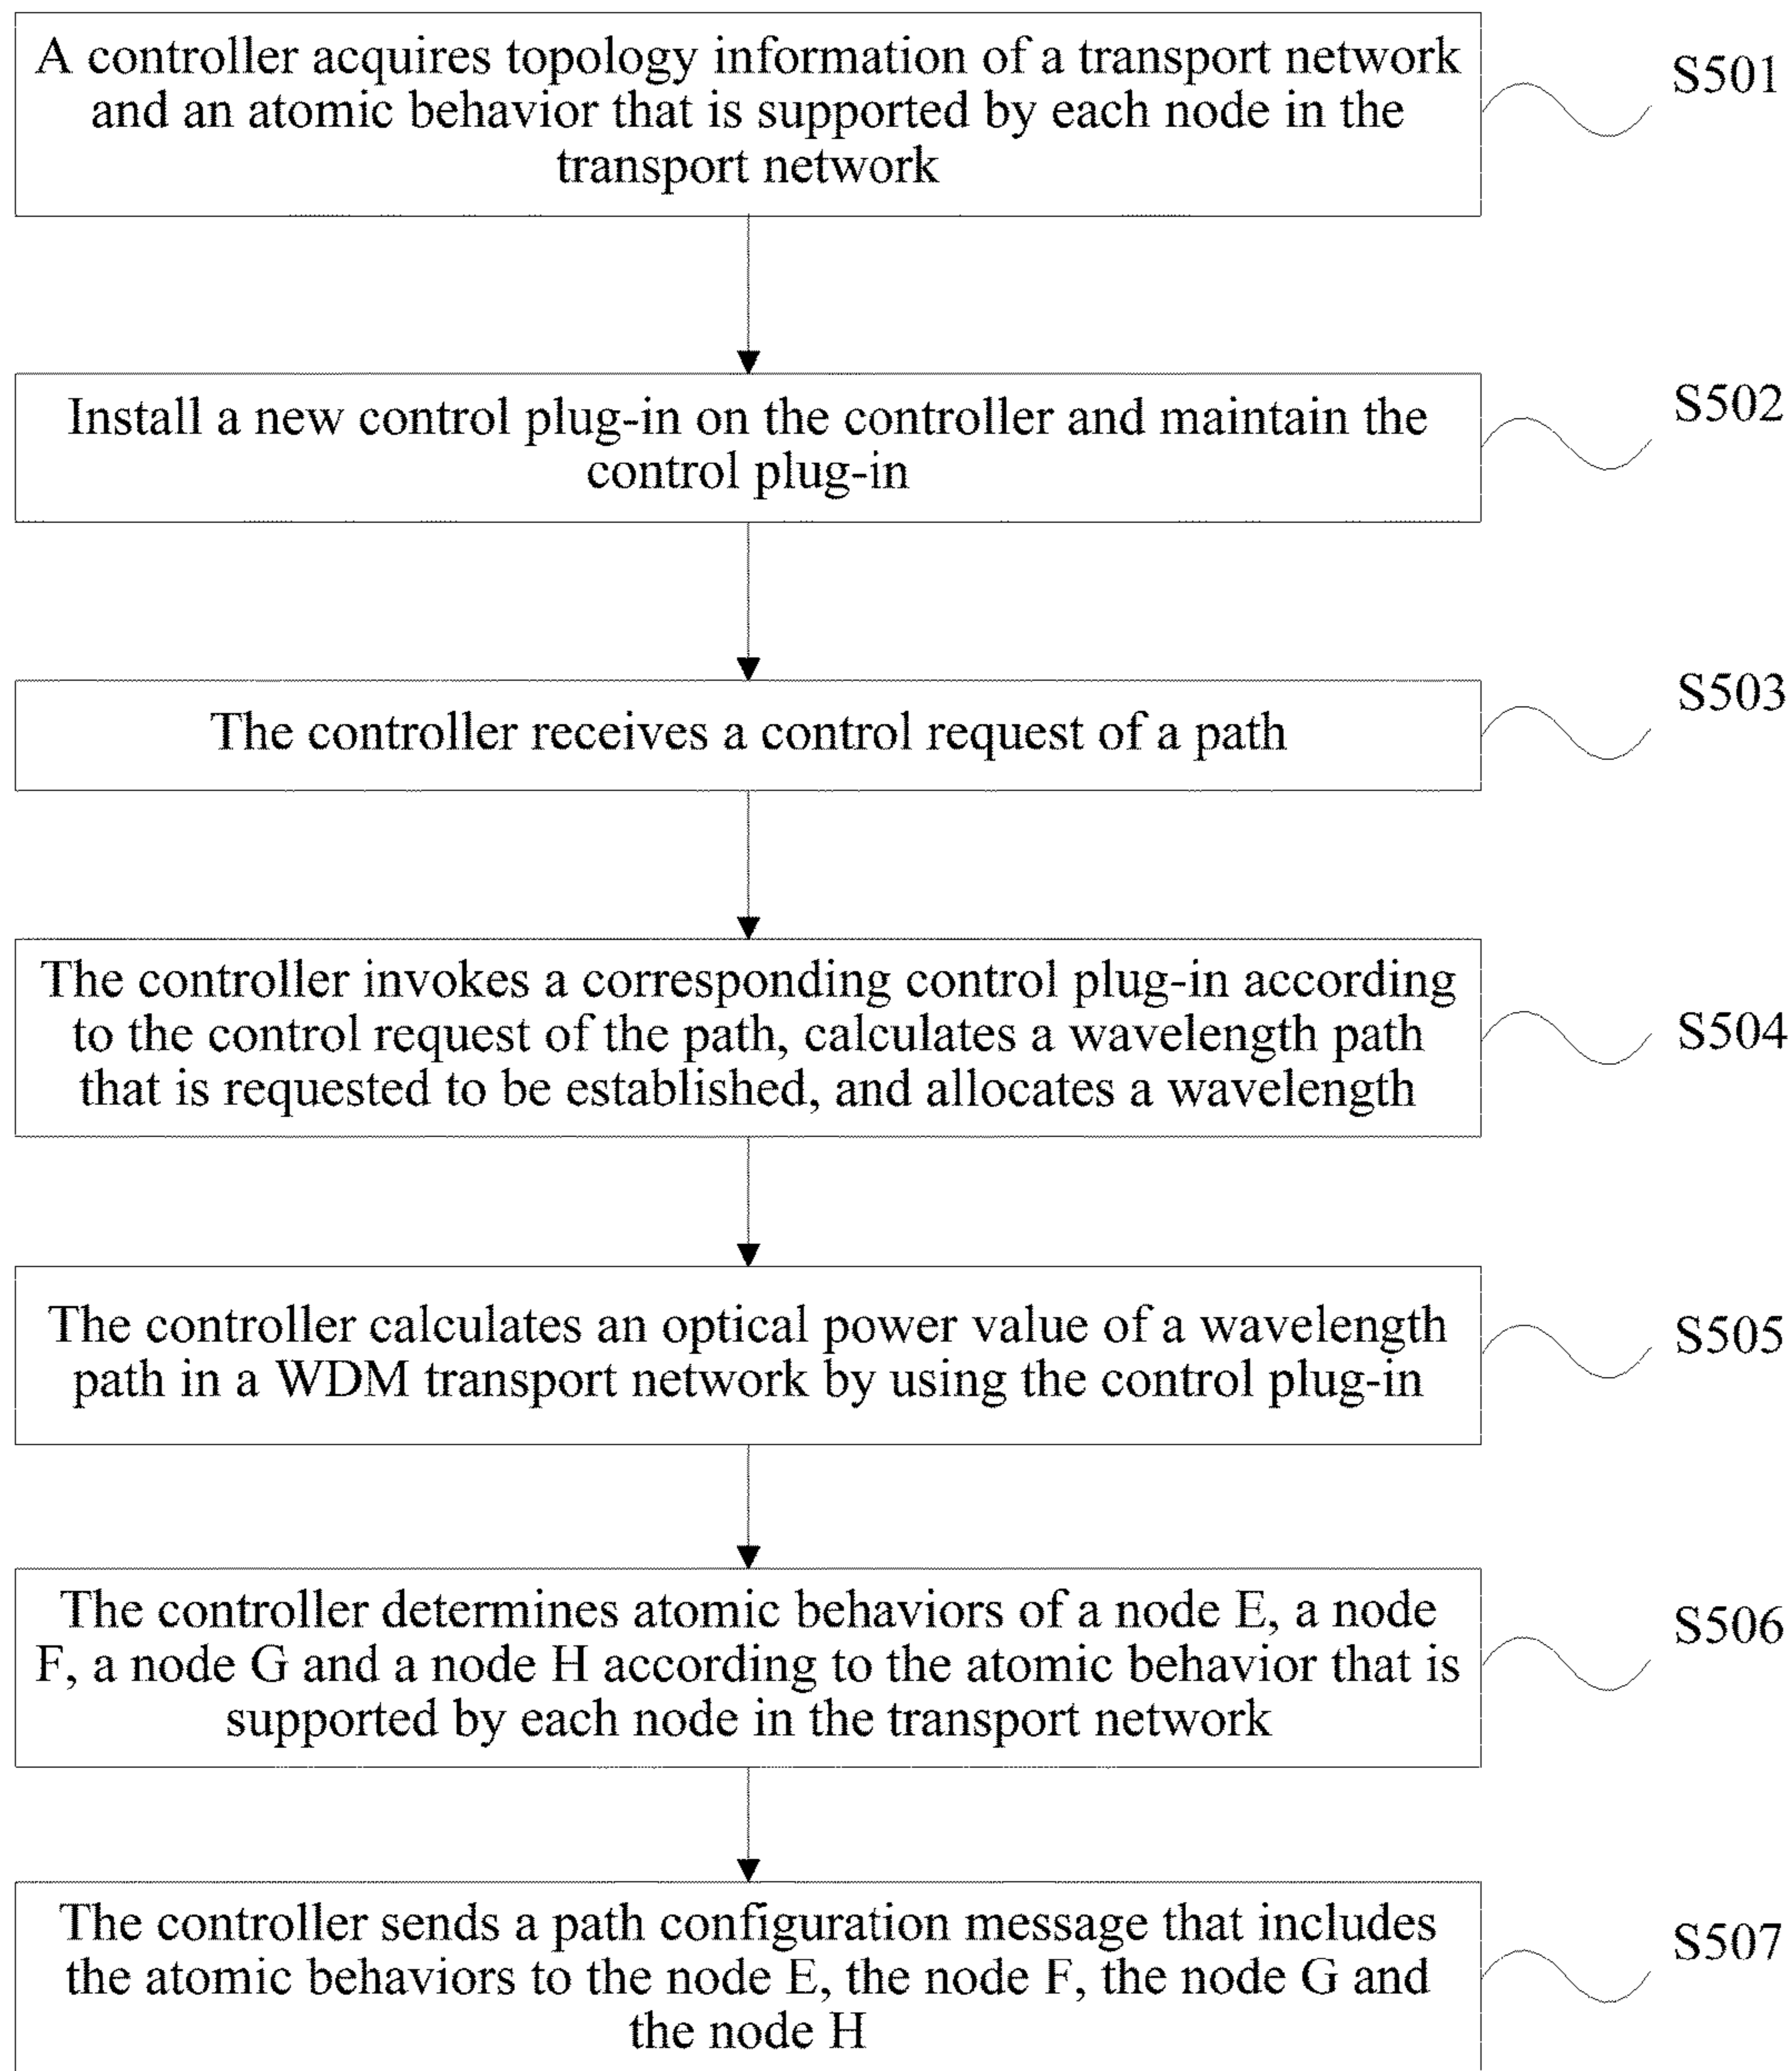 A controller acquires topology information of a transport network
and an atomic behavior that is supported by each node in the
transport network
S501
Install a new control plug-in on the controller and maintain the
control plug-in
S502
The controller receives a control request of a path
S503
The controller invokes a corresponding control plug-in according
to the control request of the path, calculates a wavelength path
that is requested to be established, and allocates a wavelength
S504
The controller calculates an optical power value of a wavelength
path in a WDM transport network by using the control plug-in
S505
The controller determines atomic behaviors of a node E, a node
F, a node G and a node H according to the atomic behavior that is
supported by each node in the transport network
S506
The controller sends a path configuration message that includes
the atomic behaviors to the node E, the node F, the node G and
the node H
S507